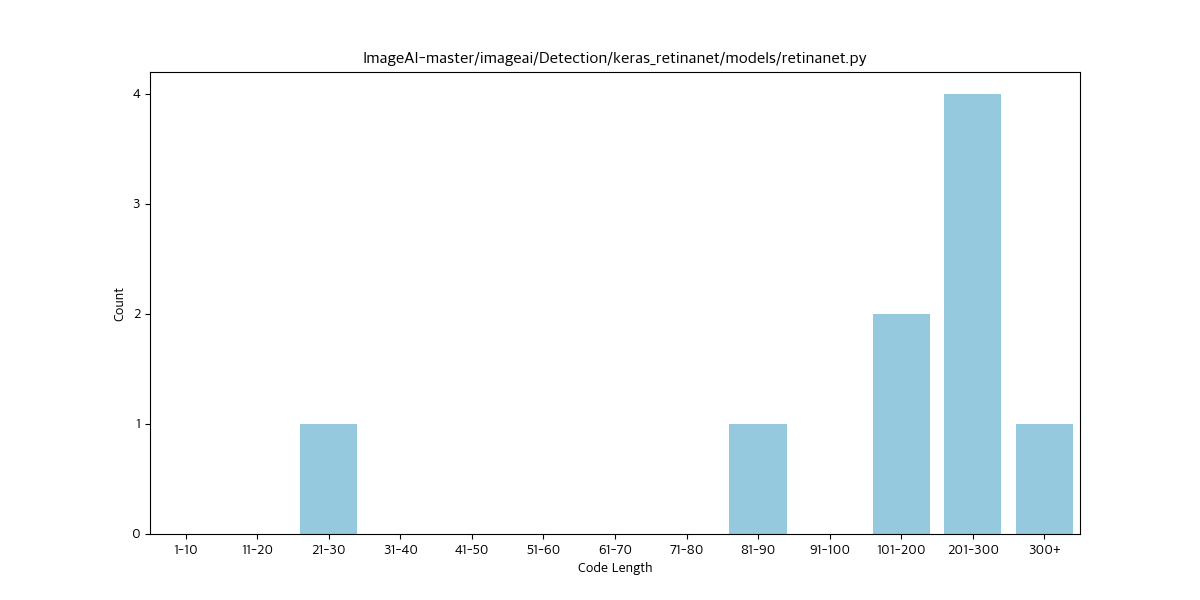 ImageAI-master/imageai/Detection/keras_retinanet/models/retinanet.py
Count
4
3
2
1
0
1-10 11-20 21-30 31-40 41-50 51-60 61-70 71-80 81-90 91-100 101-200 201-300 300+
Code Length